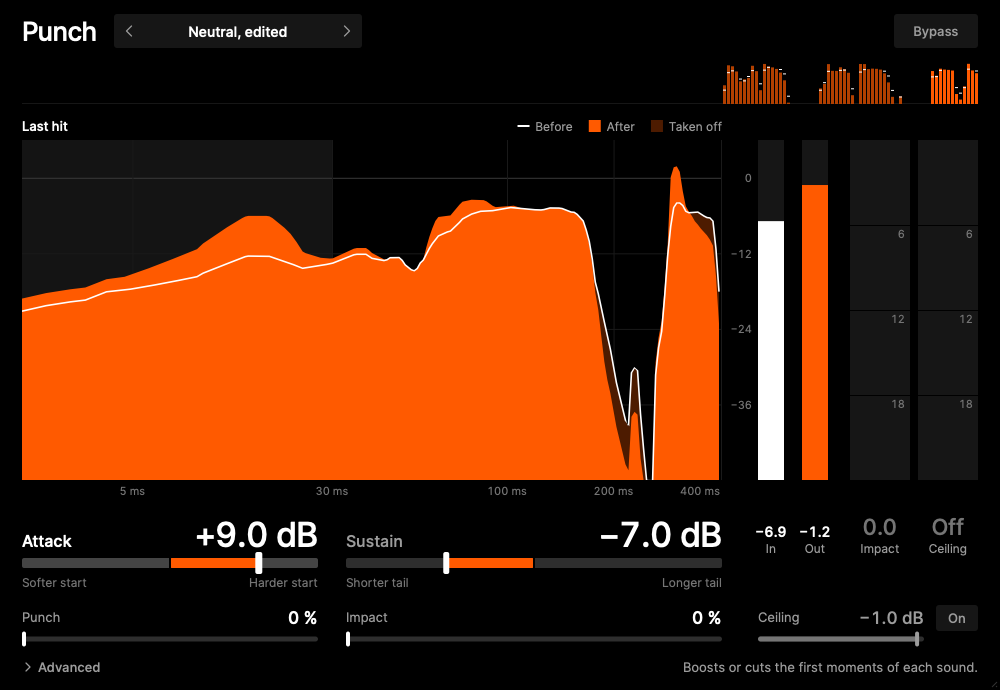 Punch
Neutral, edited
Bypass
Last hit
Before
After
Taken off
0
−12
−24
−36
6
12
18
6
12
18
5 ms
30 ms
100 ms
200 ms
400 ms
Attack
+9.0 dB
Softer start
Harder start
Sustain
−7.0 dB
Shorter tail
Longer tail
−6.9
In
−1.2
Out
0.0
Impact
Off
Ceiling
Punch
0 %
Impact
0 %
Ceiling
−1.0 dB
On
Advanced
Boosts or cuts the first moments of each sound.